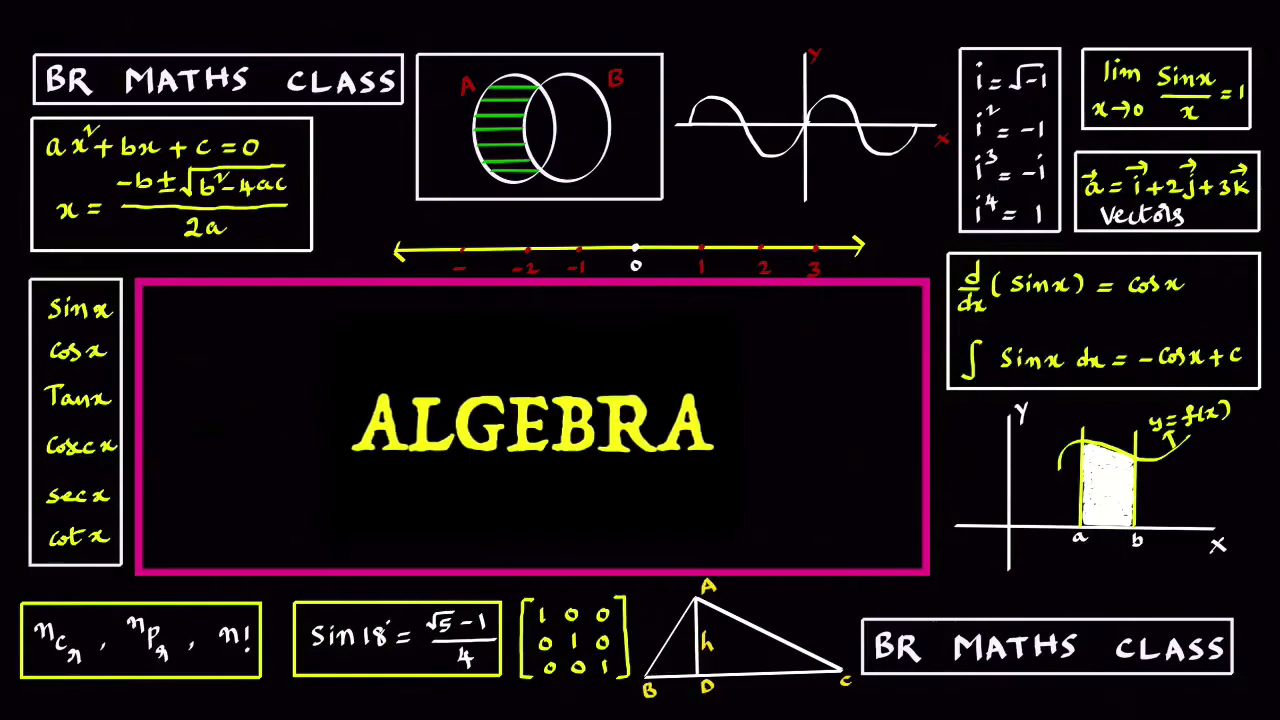 BR MATHS CLASS
ax²+bx+c=0
x = (-b±√(b²-4ac))/(2a)
A B
Y
X
i=√-1
i²=-1
i³=-i
i⁴=1
lim x→0 Sinx/x=1
a⃗=i⃗+2j⃗+3k⃗
Vectors
- -2 -1 0 1 2 3
d/dx (Sinx) = Cosx
∫ Sinx dx = -Cosx+c
Sinx
Cosx
Tanx
Cosecx
secx
cotx
ALGEBRA
Y
y=f(x)
a b
X
ncr, npr, n!
Sin18°=(√5-1)/4
1 0 0
0 1 0
0 0 1
A
h
B D C
BR MATHS CLASS